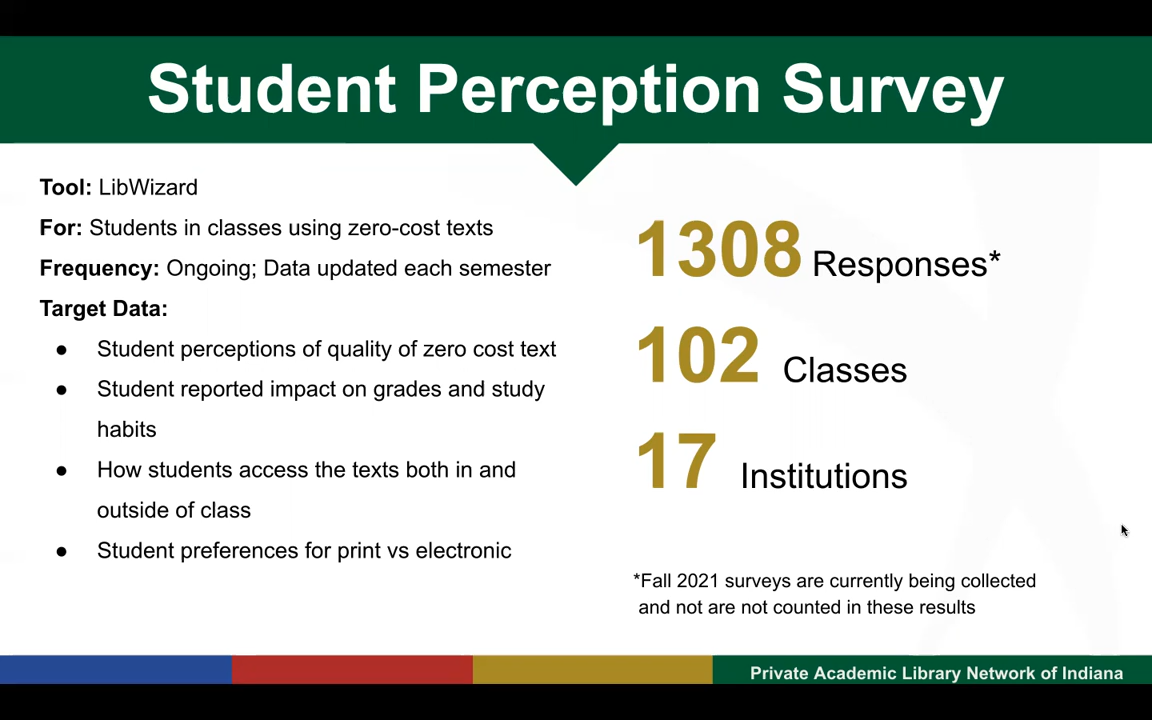 Student Perception Survey
Tool: LibWizard
For: Students in classes using zero-cost texts
Frequency: Ongoing; Data updated each semester
Target Data:
● Student perceptions of quality of zero cost text
● Student reported impact on grades and study
habits
● How students access the texts both in and
outside of class
● Student preferences for print vs electronic
1308 Responses*
102 Classes
17 Institutions
*Fall 2021 surveys are currently being collected
and not are not counted in these results
Private Academic Library Network of Indiana